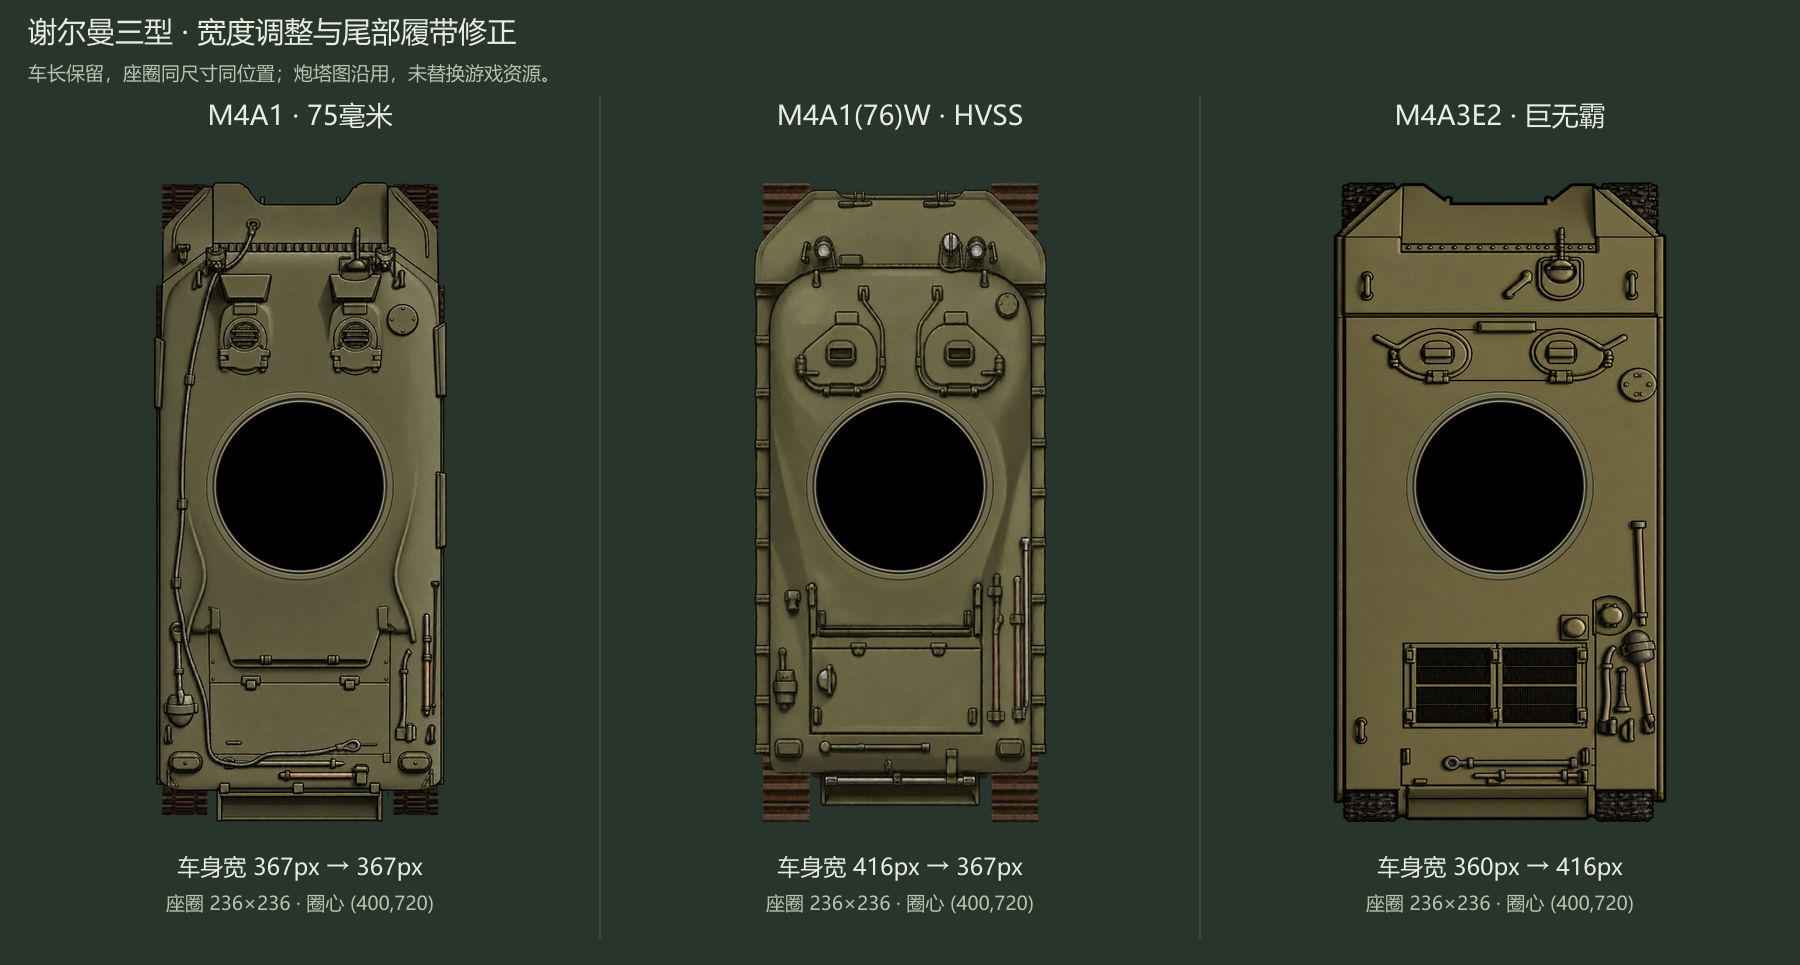 谢尔曼三型 · 宽度调整与尾部履带修正
车长保留，座圈同尺寸同位置；炮塔图沿用，未替换游戏资源。
M4A1 · 75毫米
M4A1(76)W · HVSS
M4A3E2 · 巨无霸
车身宽 367px → 367px
座圈 236×236 · 圈心 (400,720)
车身宽 416px → 367px
座圈 236×236 · 圈心 (400,720)
车身宽 360px → 416px
座圈 236×236 · 圈心 (400,720)